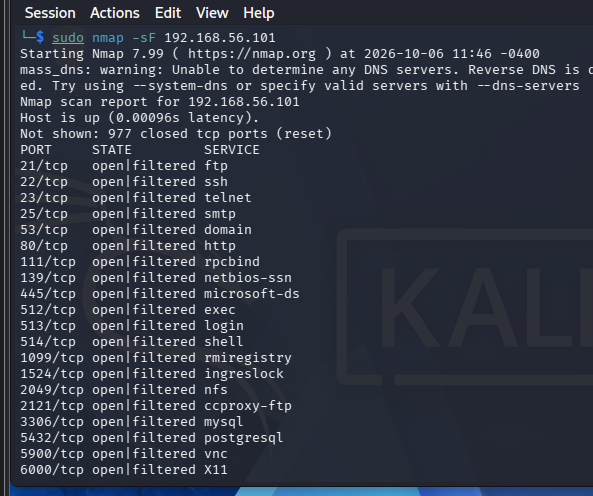 Session Actions Edit View Help
└─$ sudo nmap -sF 192.168.56.101
Starting Nmap 7.99 ( https://nmap.org ) at 2026-10-06 11:46 -0400
mass_dns: warning: Unable to determine any DNS servers. Reverse DNS is
ed. Try using --system-dns or specify valid servers with --dns-servers
Nmap scan report for 192.168.56.101
Host is up (0.00096s latency).
Not shown: 977 closed tcp ports (reset)
PORT     STATE         SERVICE
21/tcp   open|filtered ftp
22/tcp   open|filtered ssh
23/tcp   open|filtered telnet
25/tcp   open|filtered smtp
53/tcp   open|filtered domain
80/tcp   open|filtered http
111/tcp  open|filtered rpcbind
139/tcp  open|filtered netbios-ssn
445/tcp  open|filtered microsoft-ds
512/tcp  open|filtered exec
513/tcp  open|filtered login
514/tcp  open|filtered shell
1099/tcp open|filtered rmiregistry
1524/tcp open|filtered ingreslock
2049/tcp open|filtered nfs
2121/tcp open|filtered ccproxy-ftp
3306/tcp open|filtered mysql
5432/tcp open|filtered postgresql
5900/tcp open|filtered vnc
6000/tcp open|filtered X11